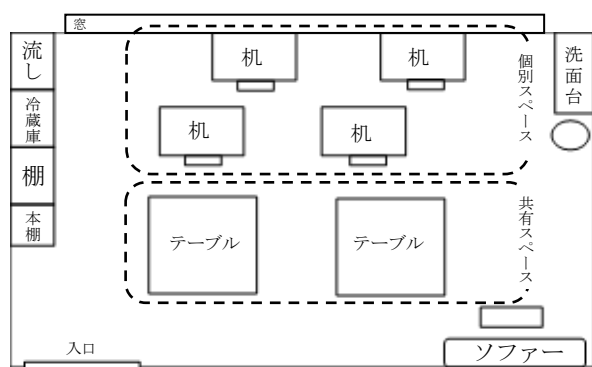 窓
流し
冷蔵庫
棚
本棚
机
机
机
机
個別スペース
洗面台
テーブル
テーブル
共有スペース
入口
ソファー